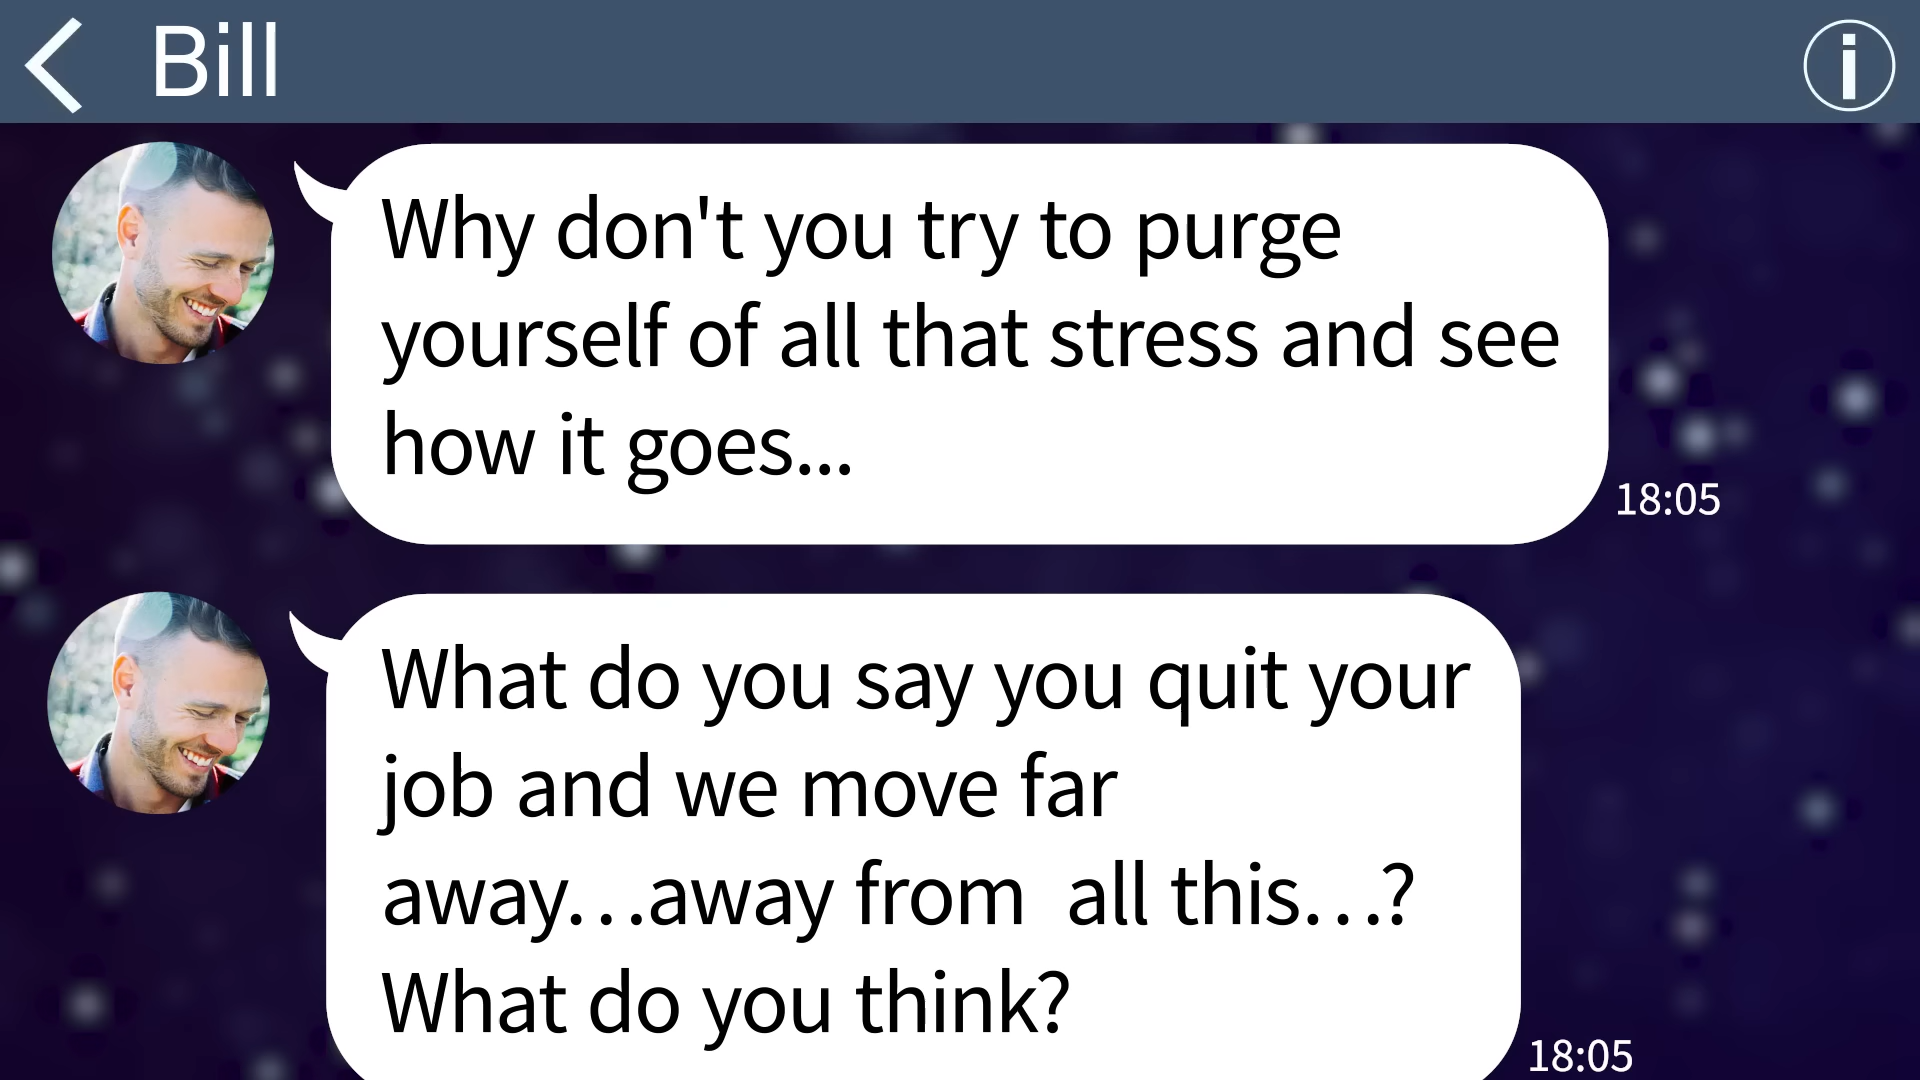 Bill
Why don't you try to purge
yourself of all that stress and see
how it goes...
18:05
What do you say you quit your
job and we move far
away…away from  all this…?
What do you think?
18:05